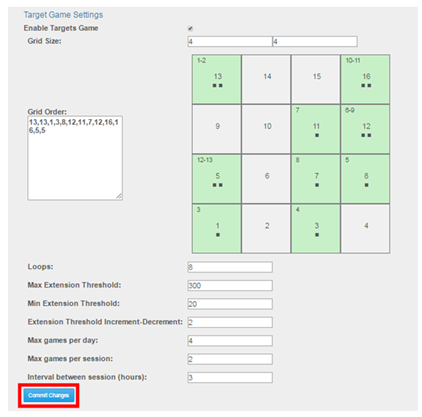 Target Game Settings
Enable Targets Game
Grid Size: 4 4
1-2 10-11
13 14 15 16
Grid Order:
13,13,1,3,8,12,11,7,12,16,1
6,5,5
7 6-9
9 10 11 12
12-13 8 5
5 6 7 8
3 4
1 2 3 4
Loops: 8
Max Extension Threshold: 300
Min Extension Threshold: 20
Extension Threshold Increment-Decrement: 2
Max games per day: 4
Max games per session: 2
Interval between session (hours): 3
Commit Changes